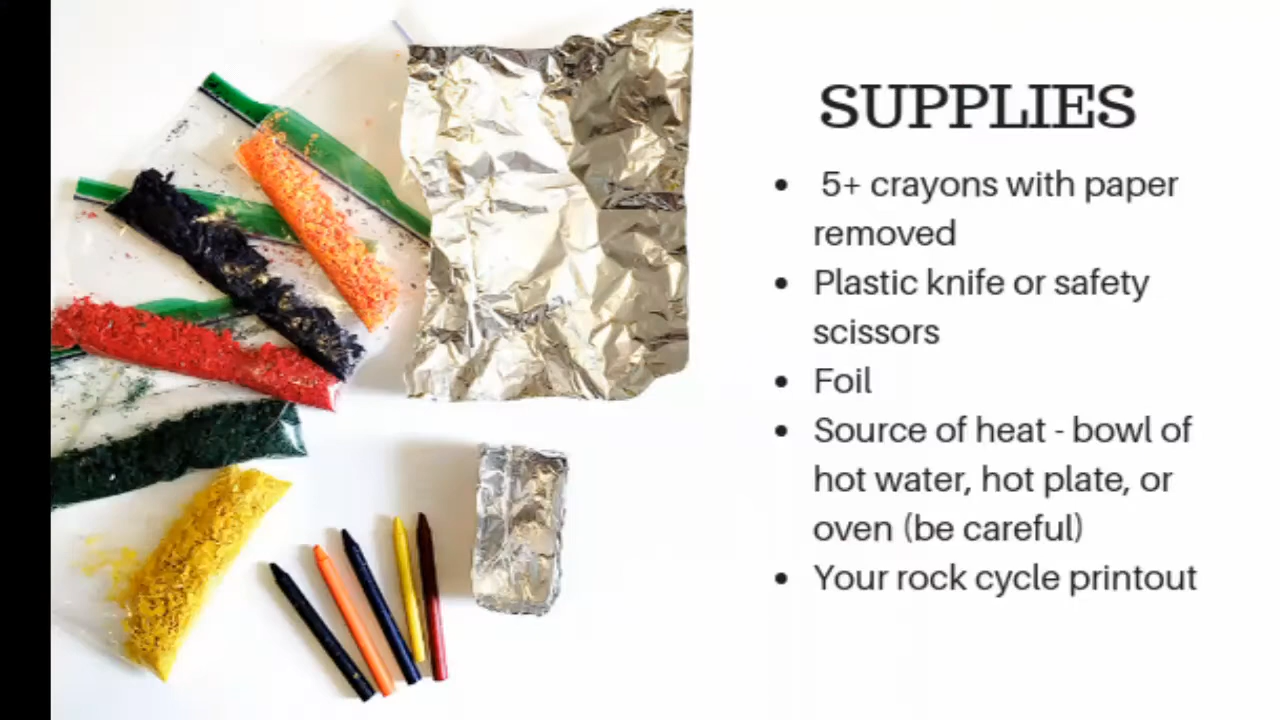 SUPPLIES
• 5+ crayons with paper
removed
• Plastic knife or safety
scissors
• Foil
• Source of heat - bowl of
hot water, hot plate, or
oven (be careful)
• Your rock cycle printout